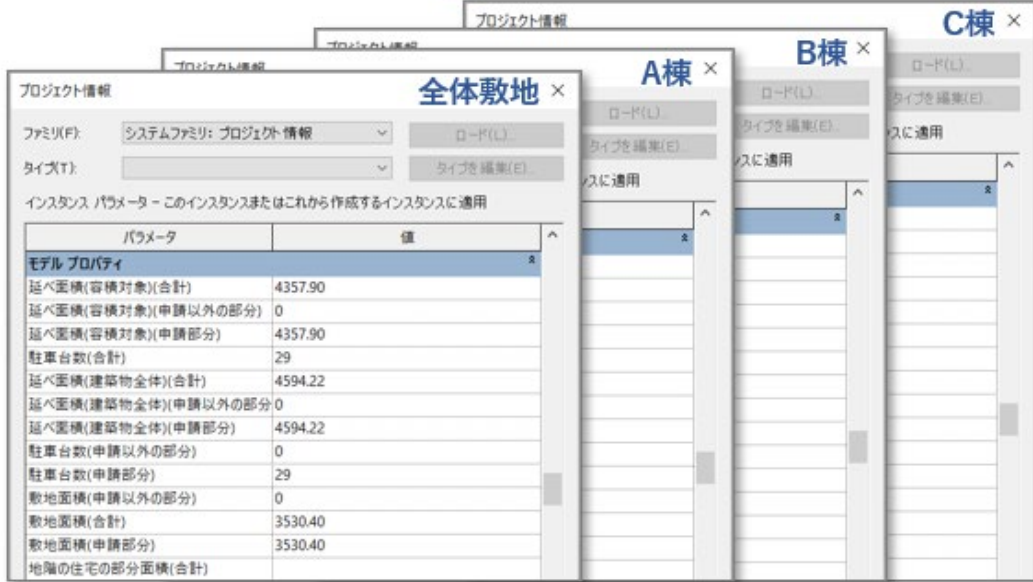 プロジェクト情報
C棟
ロード(L)...
タイプを編集(E)...
スに適用
プロジェクト情報
B棟
ロード(L)...
タイプを編集(E)...
スに適用
プロジェクト情報
A棟
ロード(L)...
タイプを編集(E)...
スに適用
プロジェクト情報
全体敷地
ファミリ(F):
システムファミリ: プロジェクト情報
ロード(L)...
タイプ(T):
タイプを編集(E)...
インスタンス パラメータ - このインスタンスまたはこれから作成するインスタンスに適用
パラメータ 値
モデル プロパティ
延べ面積(容積対象)(合計) 4357.90
延べ面積(容積対象)(申請以外の部分) 0
延べ面積(容積対象)(申請部分) 4357.90
駐車台数(合計) 29
延べ面積(建築物全体)(合計) 4594.22
延べ面積(建築物全体)(申請以外の部分 0
延べ面積(建築物全体)(申請部分) 4594.22
駐車台数(申請以外の部分) 0
駐車台数(申請部分) 29
敷地面積(申請以外の部分) 0
敷地面積(合計) 3530.40
敷地面積(申請部分) 3530.40
地階の住宅の部分面積(合計)